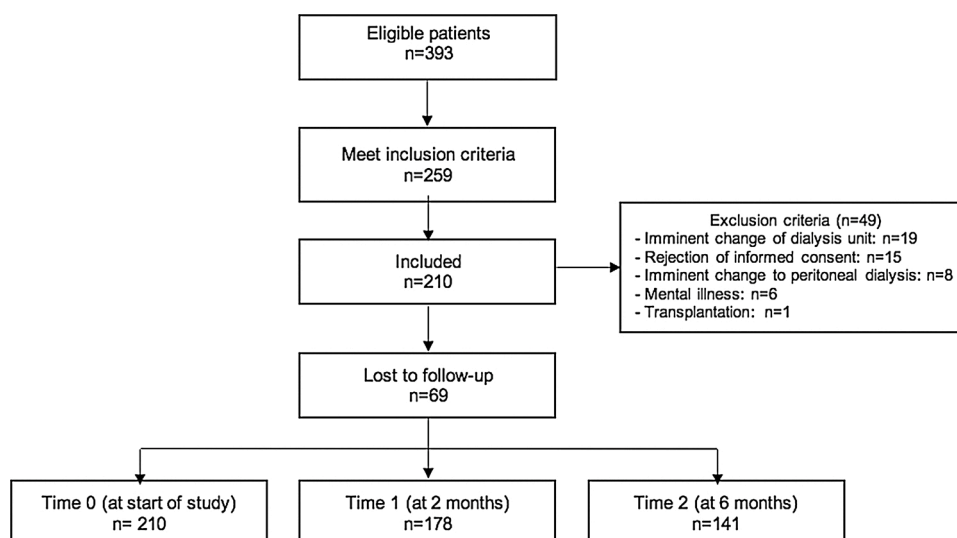 Eligible patients
n=393
Meet inclusion criteria
n=259
Included
n=210
Exclusion criteria (n=49)
- Imminent change of dialysis unit: n=19
- Rejection of informed consent: n=15
- Imminent change to peritoneal dialysis: n=8
- Mental illness: n=6
- Transplantation: n=1
Lost to follow-up
n=69
Time 0 (at start of study)
n= 210
Time 1 (at 2 months)
n=178
Time 2 (at 6 months)
n=141